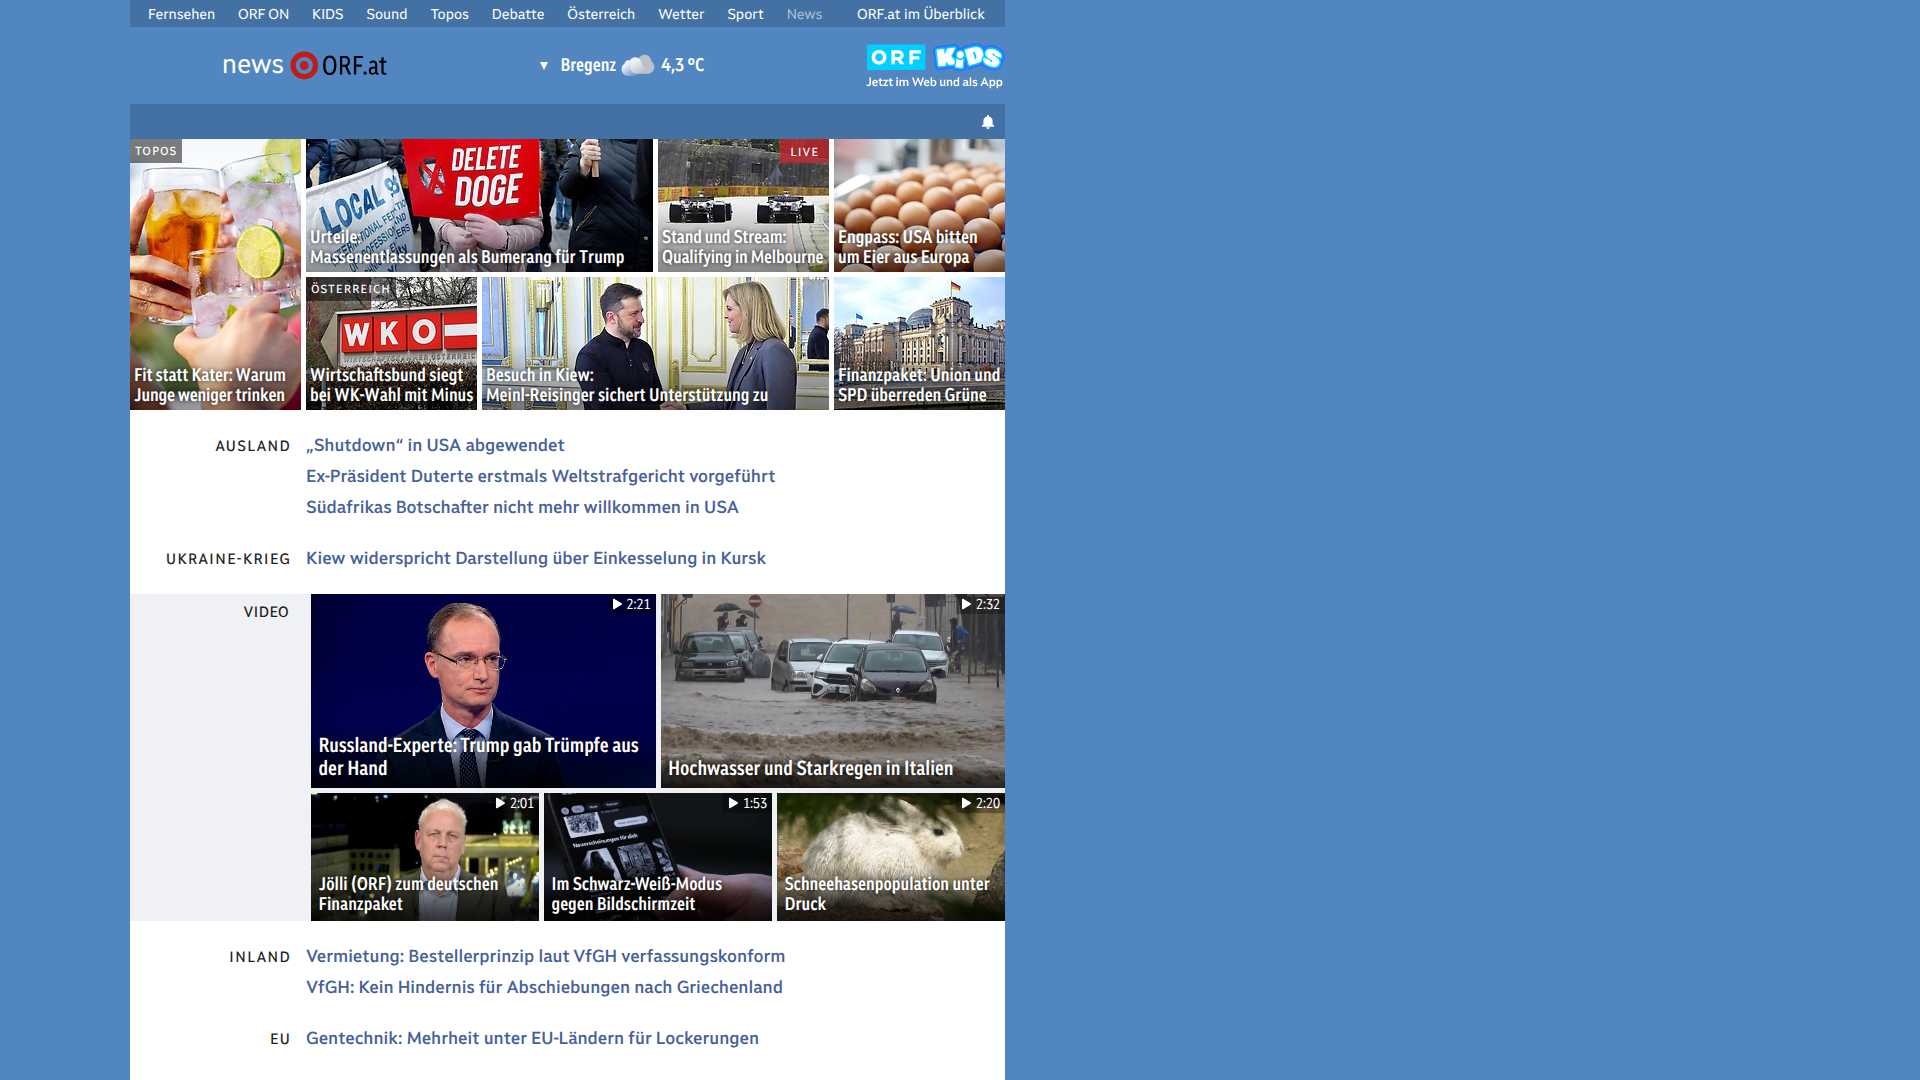 Fernsehen ORF ON KIDS Sound Topos Debatte Österreich Wetter Sport News ORF.at im Überblick
news ORF.at
▼ Bregenz 4,3 °C
ORF KiDS
Jetzt im Web und als App
TOPOS
Fit statt Kater: Warum
Junge weniger trinken
DELETE
DOGE
LOCAL
Urteile:
Massenentlassungen als Bumerang für Trump
LIVE
Stand und Stream:
Qualifying in Melbourne
Engpass: USA bitten
um Eier aus Europa
ÖSTERREICH
WKO
Wirtschaftsbund siegt
bei WK-Wahl mit Minus
Besuch in Kiew:
Meinl-Reisinger sichert Unterstützung zu
Finanzpaket: Union und
SPD überreden Grüne
AUSLAND
„Shutdown“ in USA abgewendet
Ex-Präsident Duterte erstmals Weltstrafgericht vorgeführt
Südafrikas Botschafter nicht mehr willkommen in USA
UKRAINE-KRIEG
Kiew widerspricht Darstellung über Einkesselung in Kursk
VIDEO
2:21
Russland-Experte: Trump gab Trümpfe aus
der Hand
2:32
Hochwasser und Starkregen in Italien
2:01
Jölli (ORF) zum deutschen
Finanzpaket
1:53
Im Schwarz-Weiß-Modus
gegen Bildschirmzeit
2:20
Schneehasenpopulation unter
Druck
INLAND
Vermietung: Bestellerprinzip laut VfGH verfassungskonform
VfGH: Kein Hindernis für Abschiebungen nach Griechenland
EU
Gentechnik: Mehrheit unter EU-Ländern für Lockerungen